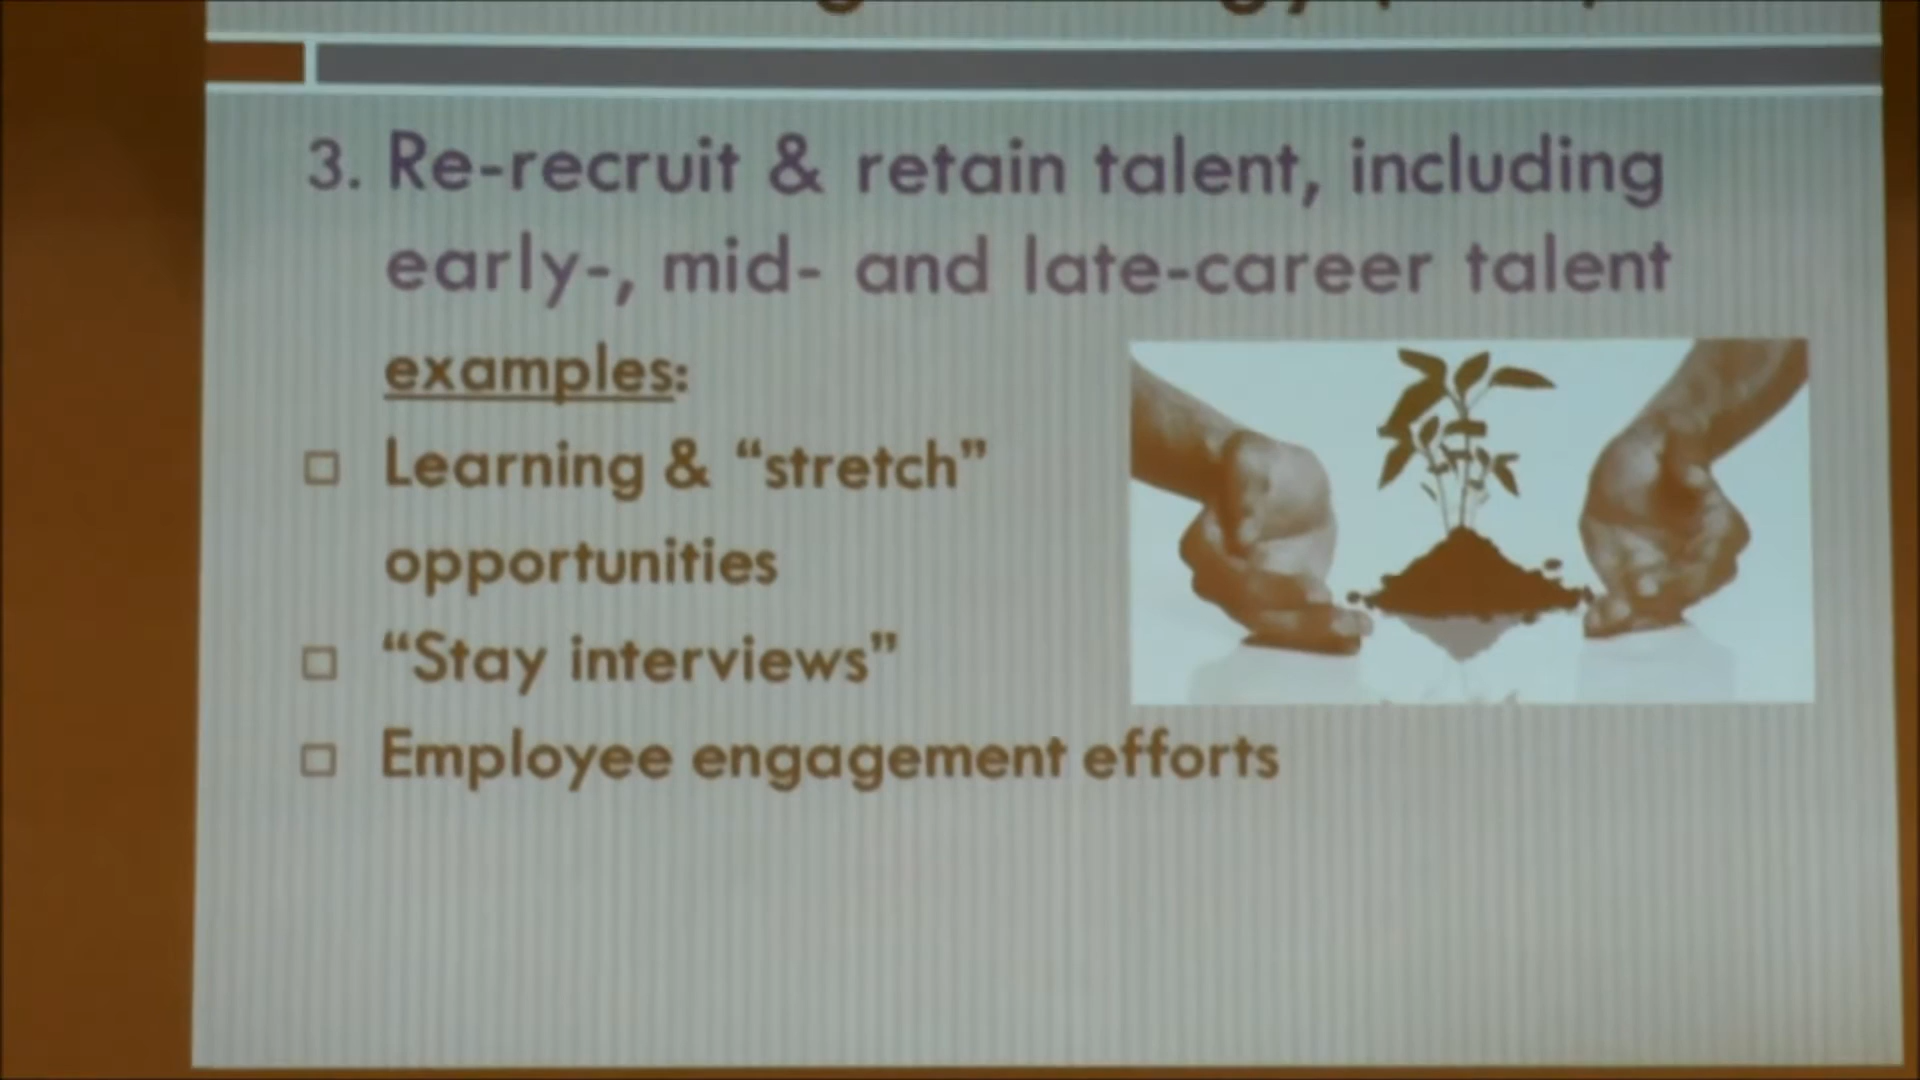 3. Re-recruit & retain talent, including
early-, mid- and late-career talent
examples:
Learning & “stretch”
opportunities
“Stay interviews”
Employee engagement efforts